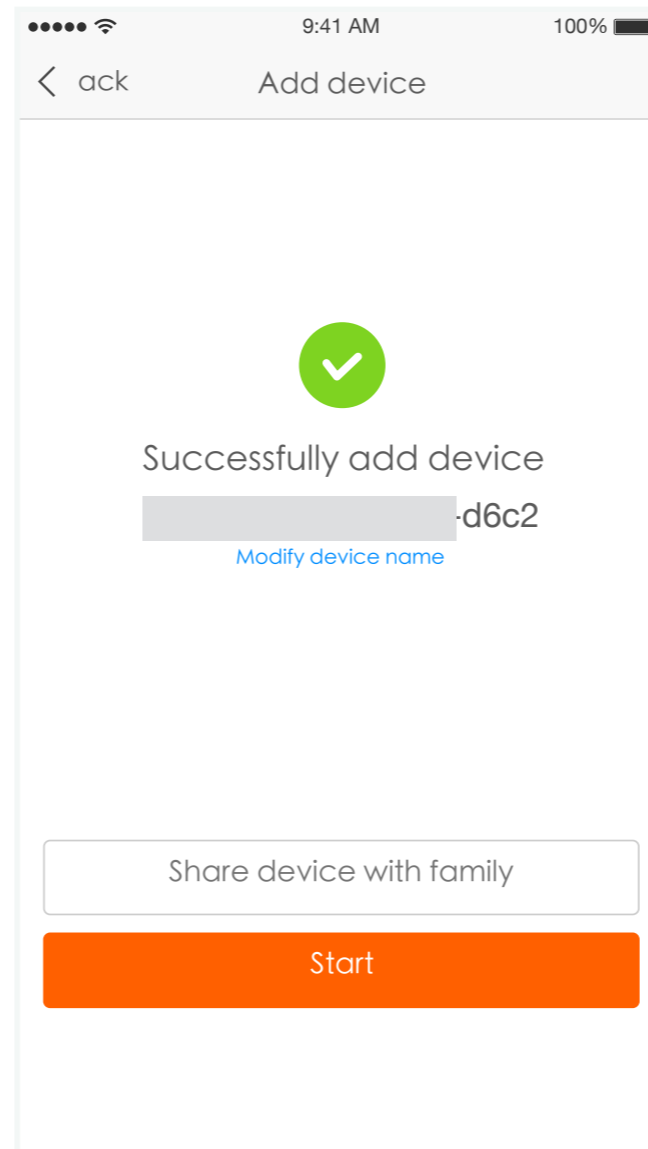 9:41 AM 100%
ack Add device
Successfully add device
-d6c2
Modify device name
Share device with family
Start